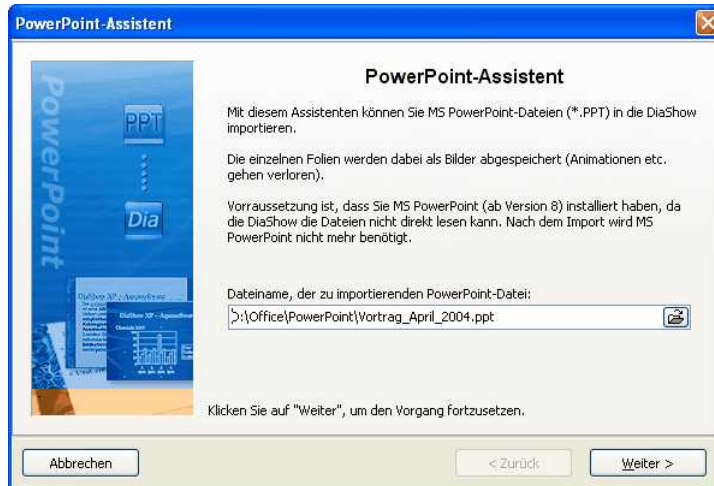 PowerPoint-Assistent
PowerPoint
PPT
Dia
PowerPoint-Assistent
Mit diesem Assistenten können Sie MS PowerPoint-Dateien (*.PPT) in die DiaShow
importieren.
Die einzelnen Folien werden dabei als Bilder abgespeichert (Animationen etc.
gehen verloren).
Vorraussetzung ist, dass Sie MS PowerPoint (ab Version 8) installiert haben, da
die DiaShow die Dateien nicht direkt lesen kann. Nach dem Import wird MS
PowerPoint nicht mehr benötigt.
Dateiname, der zu importierenden PowerPoint-Datei:
:\Office\PowerPoint\Vortrag_April_2004.ppt
Klicken Sie auf "Weiter", um den Vorgang fortzusetzen.
Abbrechen
< Zurück
Weiter >